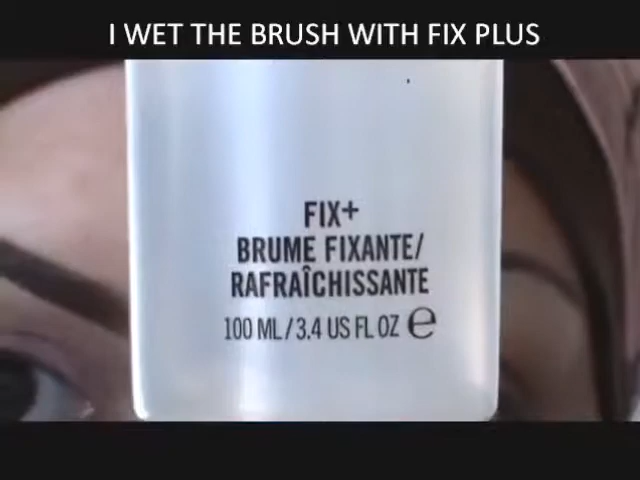 I WET THE BRUSH WITH FIX PLUS
FIX+
BRUME FIXANTE/
RAFRAÎCHISSANTE
100 ML/3.4 US FL OZ ℮